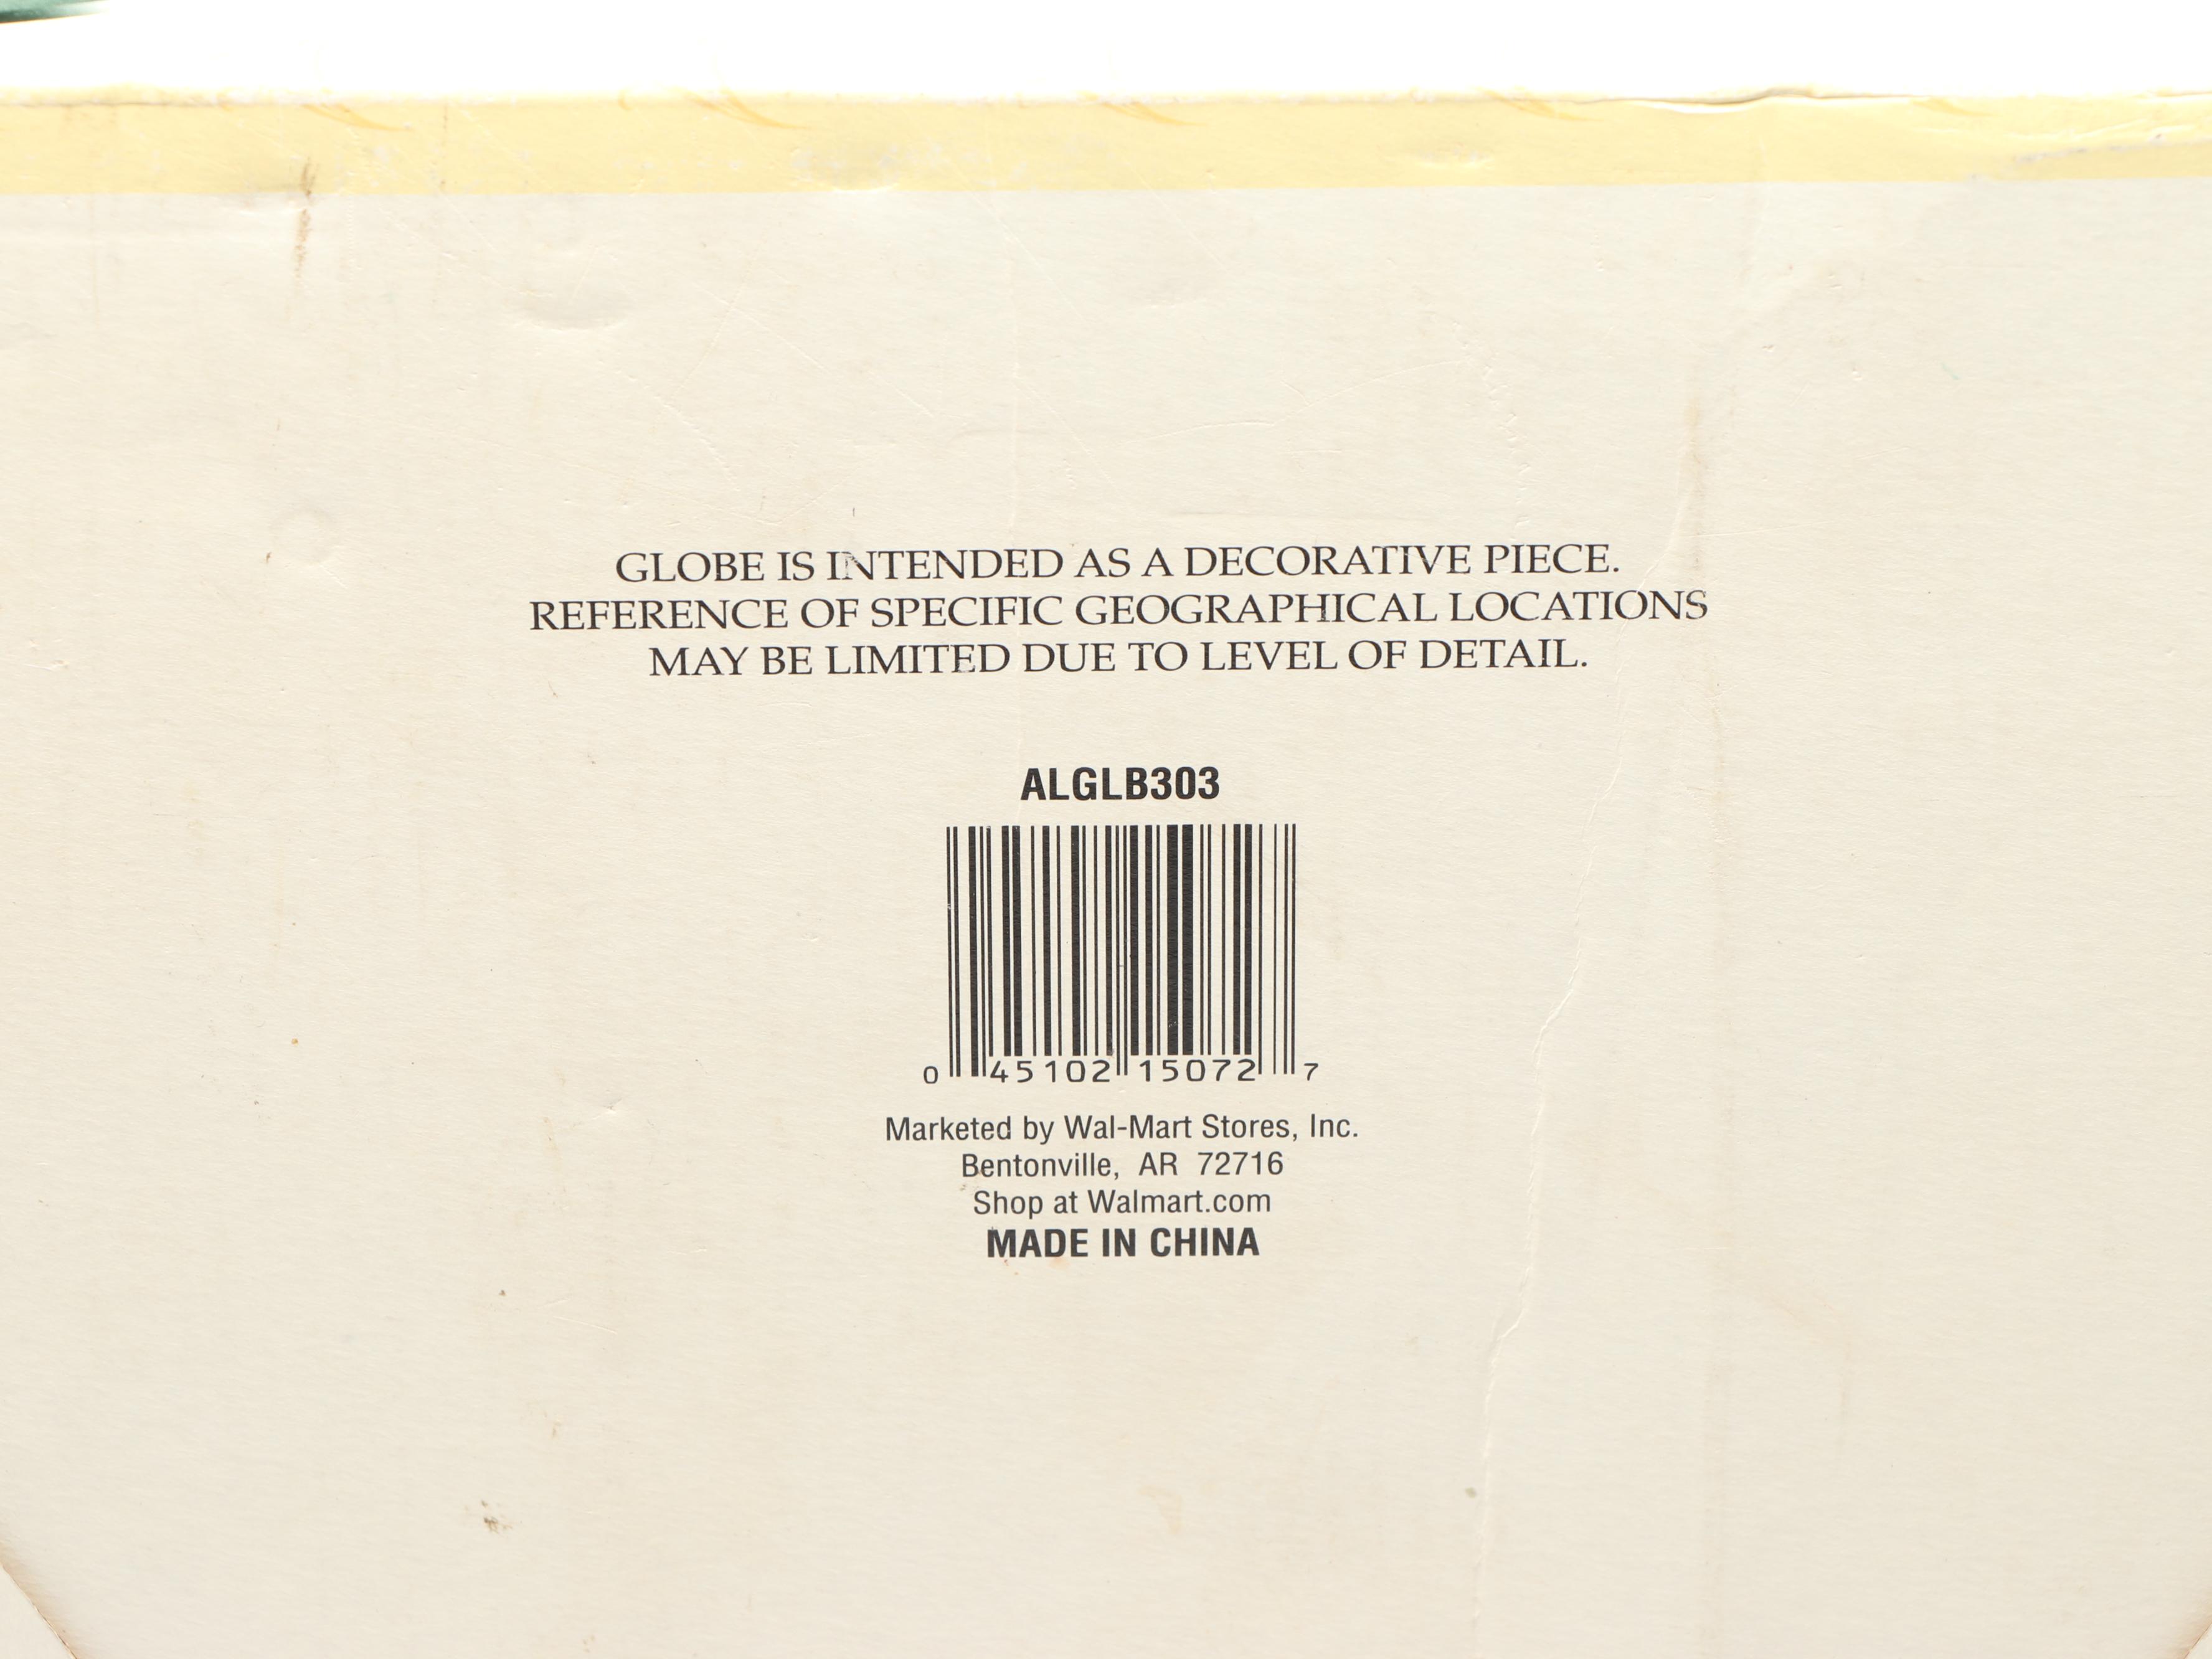 GLOBE IS INTENDED AS A DECORATIVE PIECE.
REFERENCE OF SPECIFIC GEOGRAPHICAL LOCATIONS
MAY BE LIMITED DUE TO LEVEL OF DETAIL.
ALGLB303
0 45102 15072 7
Marketed by Wal-Mart Stores, Inc.
Bentonville, AR 72716
Shop at Walmart.com
MADE IN CHINA